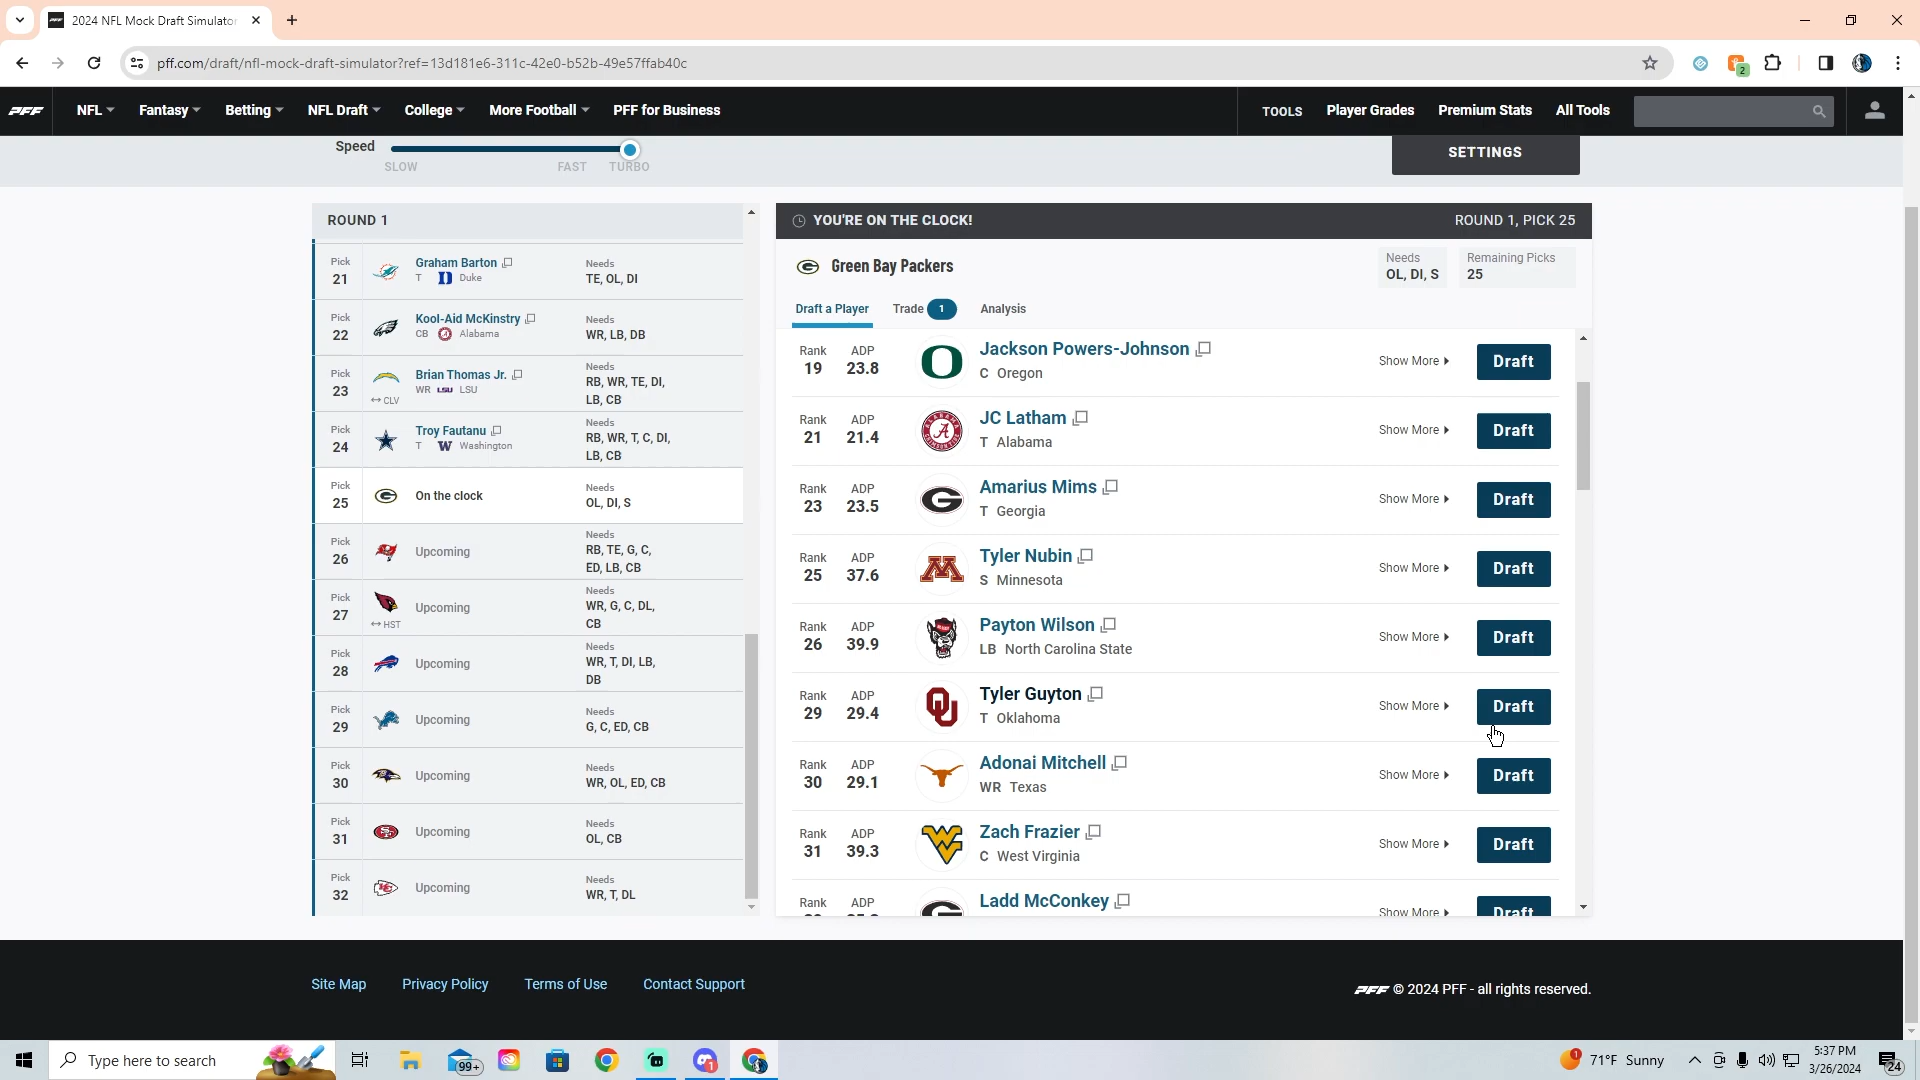 2024 NFL Mock Draft Simulator
pff.com/draft/nfl-mock-draft-simulator?ref=13d181e6-311c-42e0-b52b-49e57ffab40c
2
PFF NFL Fantasy Betting NFL Draft College More Football PFF for Business TOOLS Player Grades Premium Stats All Tools
Speed
SLOW FAST TURBO
SETTINGS
ROUND 1
Pick 21
Graham Barton
T Duke
Needs
TE, OL, DI
Pick 22
Kool-Aid McKinstry
CB Alabama
Needs
WR, LB, DB
Pick 23
CLV
Brian Thomas Jr.
WR LSU LSU
Needs
RB, WR, TE, DI,
LB, CB
Pick 24
Troy Fautanu
T W Washington
Needs
RB, WR, T, C, DI,
LB, CB
Pick 25
On the clock
Needs
OL, DI, S
Pick 26
Upcoming
Needs
RB, TE, G, C,
ED, LB, CB
Pick 27
HST
Upcoming
Needs
WR, G, C, DL,
CB
Pick 28
Upcoming
Needs
WR, T, DI, LB,
DB
Pick 29
Upcoming
Needs
G, C, ED, CB
Pick 30
Upcoming
Needs
WR, OL, ED, CB
Pick 31
Upcoming
Needs
OL, CB
Pick 32
Upcoming
Needs
WR, T, DL
YOU'RE ON THE CLOCK! ROUND 1, PICK 25
Green Bay Packers
Needs
OL, DI, S
Remaining Picks
25
Draft a Player Trade 1 Analysis
Rank 19 ADP 23.8
Jackson Powers-Johnson
C Oregon
Show More Draft
Rank 21 ADP 21.4
JC Latham
T Alabama
Show More Draft
Rank 23 ADP 23.5
Amarius Mims
T Georgia
Show More Draft
Rank 25 ADP 37.6
Tyler Nubin
S Minnesota
Show More Draft
Rank 26 ADP 39.9
Payton Wilson
LB North Carolina State
Show More Draft
Rank 29 ADP 29.4
Tyler Guyton
T Oklahoma
Show More Draft
Rank 30 ADP 29.1
Adonai Mitchell
WR Texas
Show More Draft
Rank 31 ADP 39.3
Zach Frazier
C West Virginia
Show More Draft
Rank ADP
Ladd McConkey
Show More Draft
Site Map Privacy Policy Terms of Use Contact Support
PFF © 2024 PFF - all rights reserved.
Type here to search
99+
1
71°F Sunny
5:37 PM
3/26/2024
24